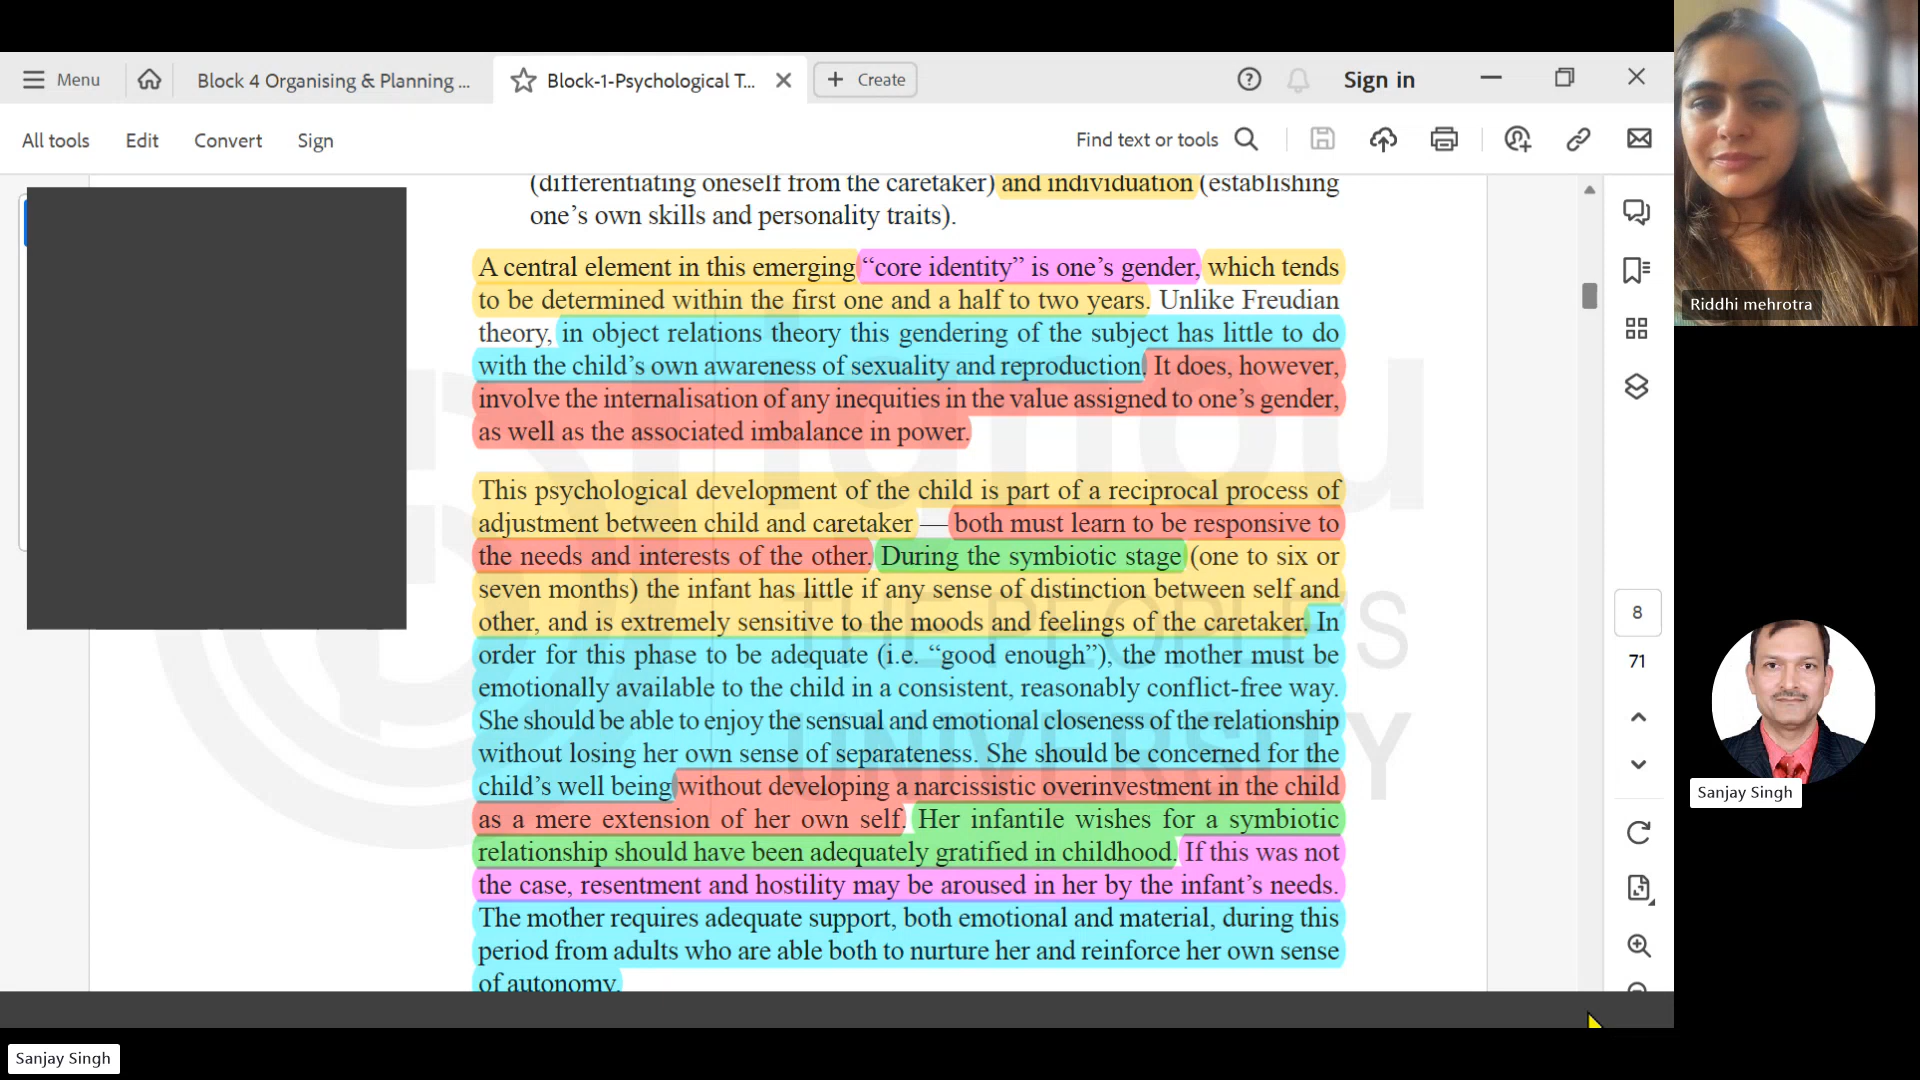 Menu
Block 4 Organising & Planning ...
Block-1-Psychological T...
Create
Sign in
All tools
Edit
Convert
Sign
Find text or tools
(differentiating oneself from the caretaker) and individuation (establishing
one’s own skills and personality traits).
A central element in this emerging “core identity” is one’s gender, which tends
to be determined within the first one and a half to two years. Unlike Freudian
theory, in object relations theory this gendering of the subject has little to do
with the child’s own awareness of sexuality and reproduction. It does, however,
involve the internalisation of any inequities in the value assigned to one’s gender,
as well as the associated imbalance in power.
This psychological development of the child is part of a reciprocal process of
adjustment between child and caretaker — both must learn to be responsive to
the needs and interests of the other. During the symbiotic stage (one to six or
seven months) the infant has little if any sense of distinction between self and
other, and is extremely sensitive to the moods and feelings of the caretaker. In
order for this phase to be adequate (i.e. “good enough”), the mother must be
emotionally available to the child in a consistent, reasonably conflict-free way.
She should be able to enjoy the sensual and emotional closeness of the relationship
without losing her own sense of separateness. She should be concerned for the
child’s well being without developing a narcissistic overinvestment in the child
as a mere extension of her own self. Her infantile wishes for a symbiotic
relationship should have been adequately gratified in childhood. If this was not
the case, resentment and hostility may be aroused in her by the infant’s needs.
The mother requires adequate support, both emotional and material, during this
period from adults who are able both to nurture her and reinforce her own sense
of autonomy.
ignou
THE PEOPLE'S
UNIVERSITY
8
71
Riddhi mehrotra
Sanjay Singh
Sanjay Singh